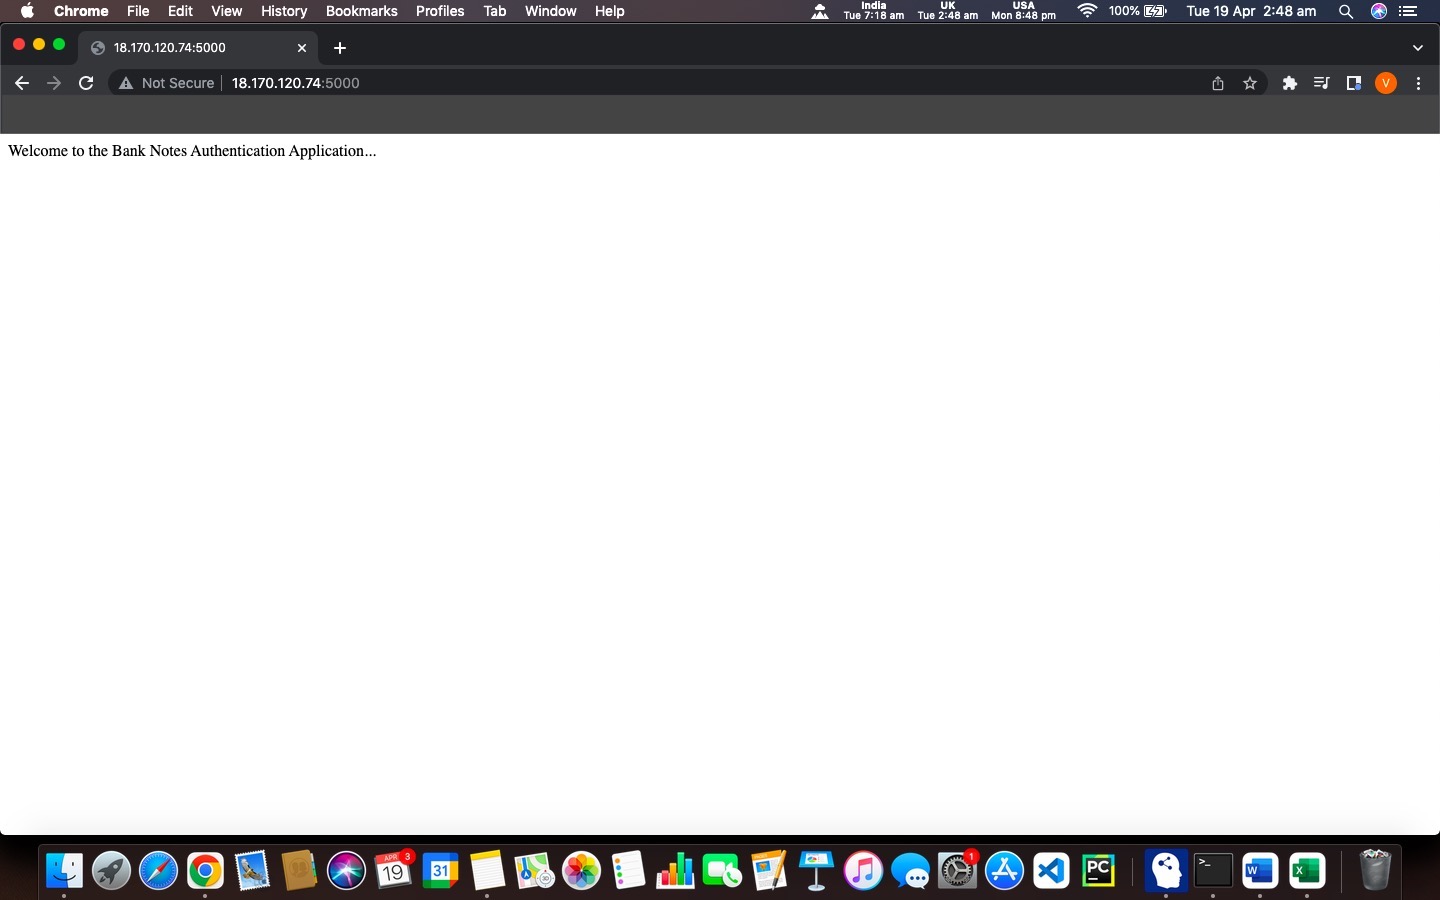 Chrome File Edit View History Bookmarks Profiles Tab Window Help
India UK USA
Tue 7:18 am Tue 2:48 am Mon 8:48 pm
100% Tue 19 Apr 2:48 am
18.170.120.74:5000
Not Secure 18.170.120.74:5000
V
Welcome to the Bank Notes Authentication Application...
APR 3
19
31
1
PC
>_
W
X